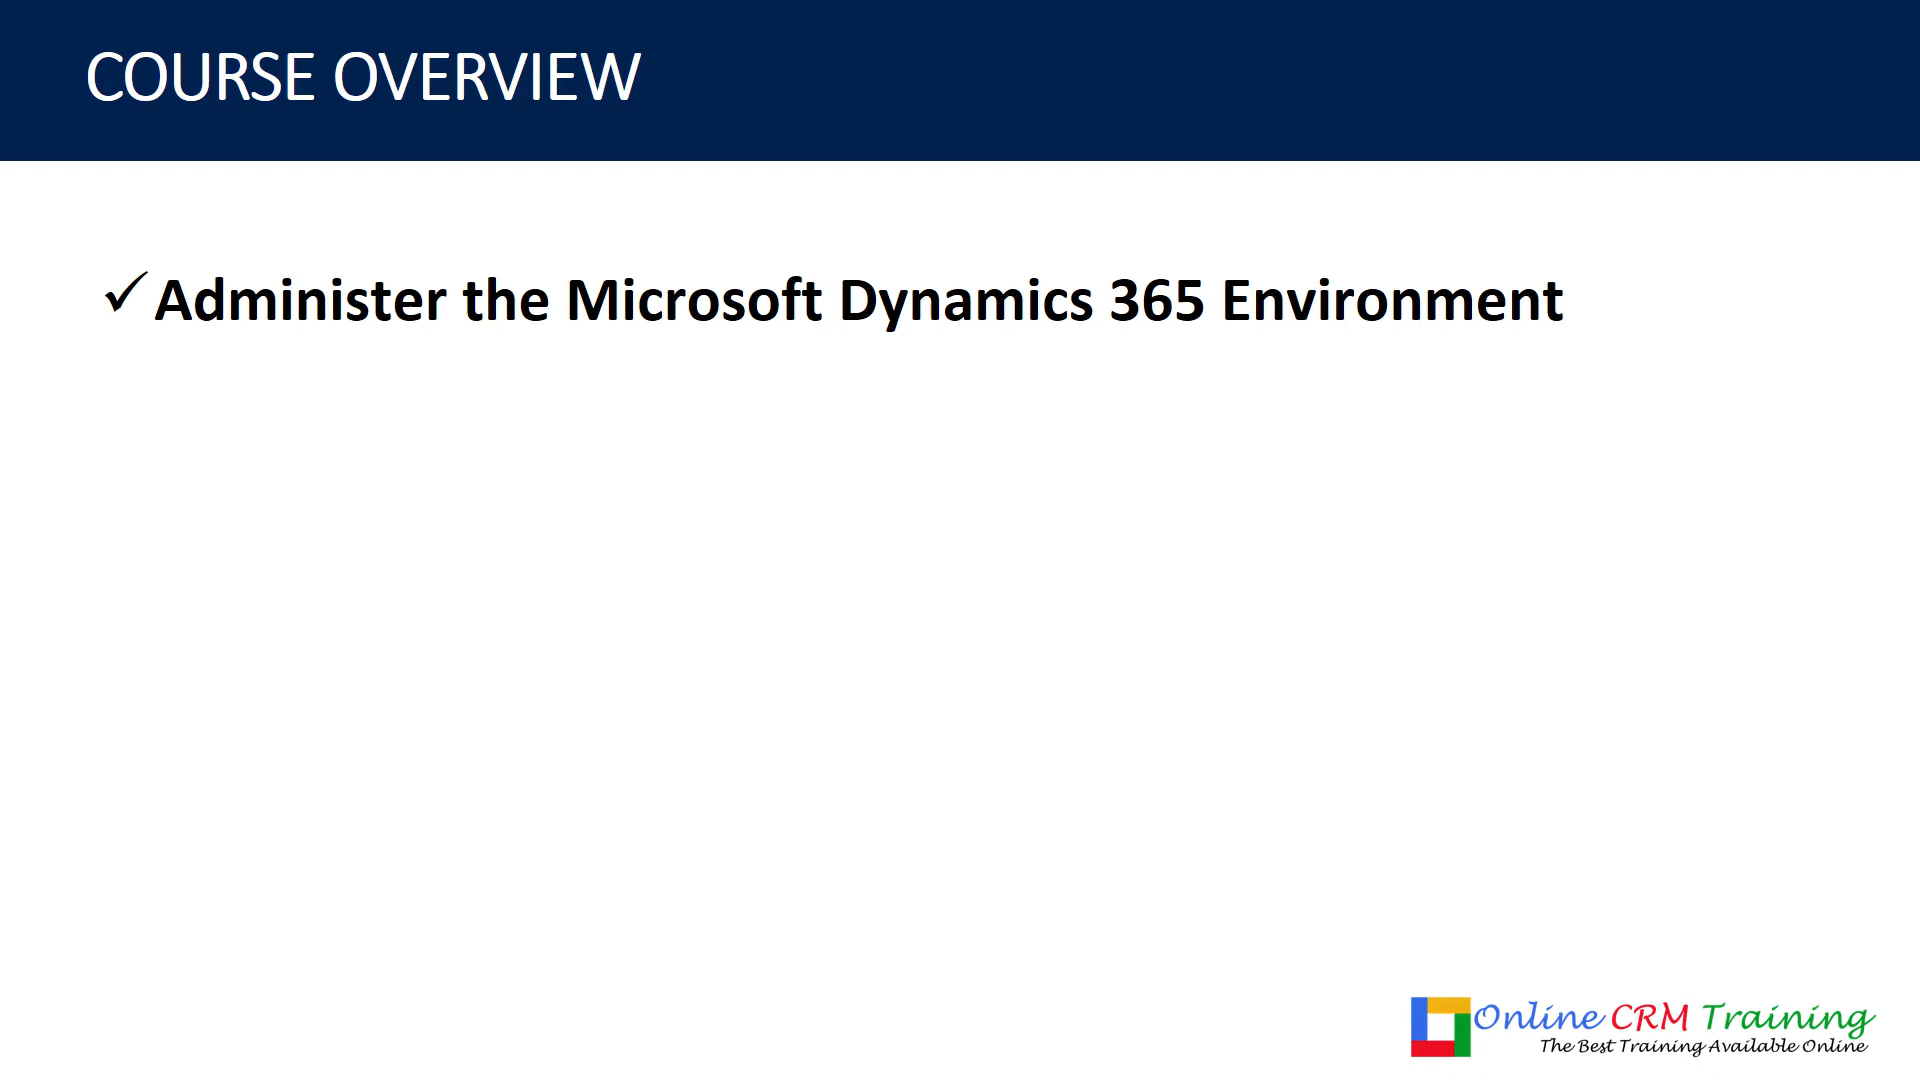 COURSE OVERVIEW
✓ Administer the Microsoft Dynamics 365 Environment
Online CRM Training
The Best Training Available Online